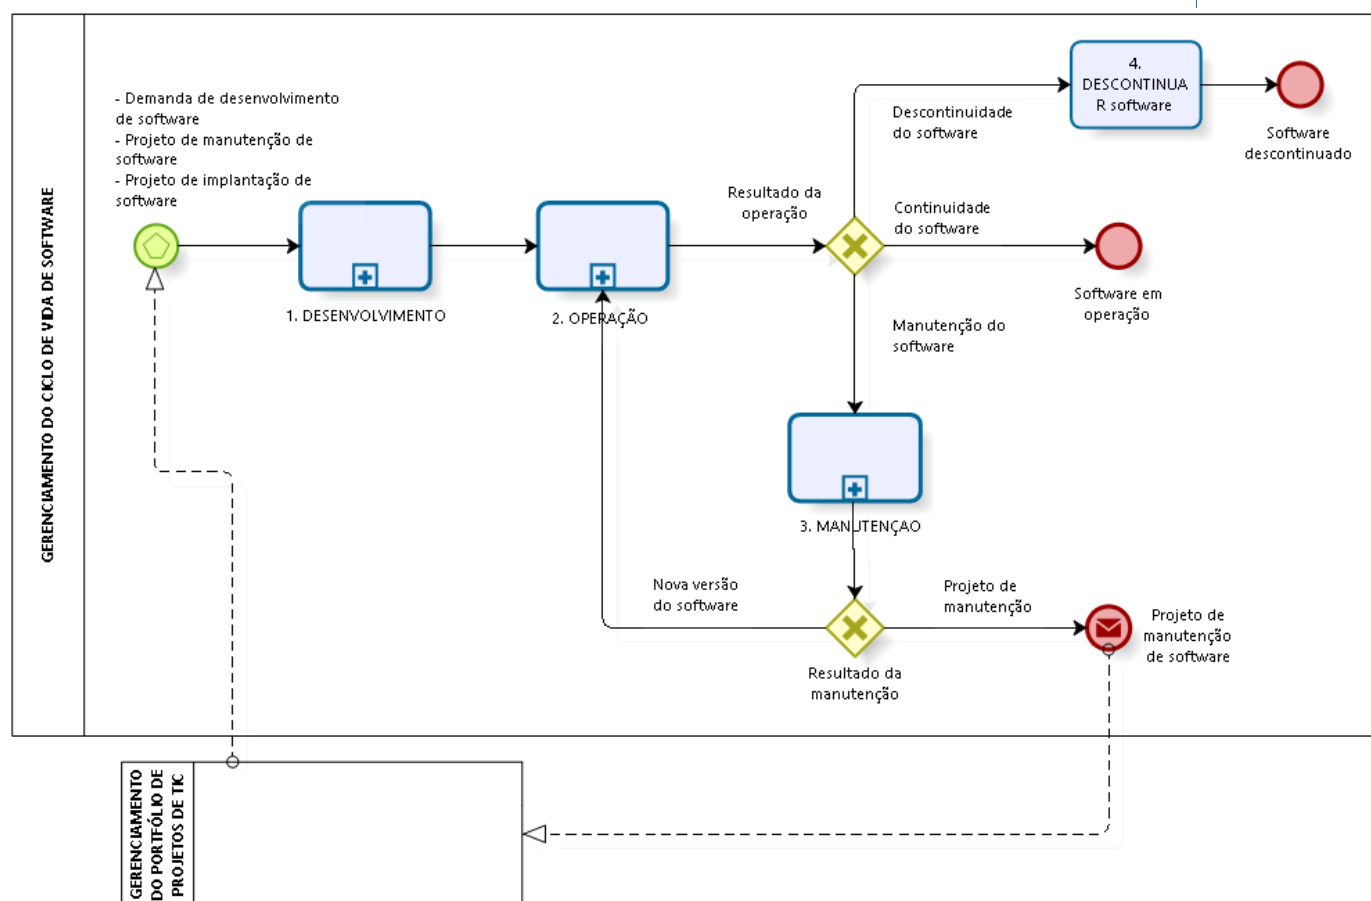 GERENCIAMENTO DO CICLO DE VIDA DE SOFTWARE
- Demanda de desenvolvimento
de software
- Projeto de manutenção de
software
- Projeto de implantação de
software
1. DESENVOLVIMENTO
2. OPERAÇÃO
Resultado da
operação
Descontinuidade
do software
4.
DESCONTINUA
R software
Software
descontinuado
Continuidade
do software
Software em
operação
Manutenção do
software
3. MANUTENÇAO
Nova versão
do software
Projeto de
manutenção
Resultado da
manutenção
Projeto de
manutenção
de software
GERENCIAMENTO
DO PORTFÓLIO DE
PROJETOS DE TIC